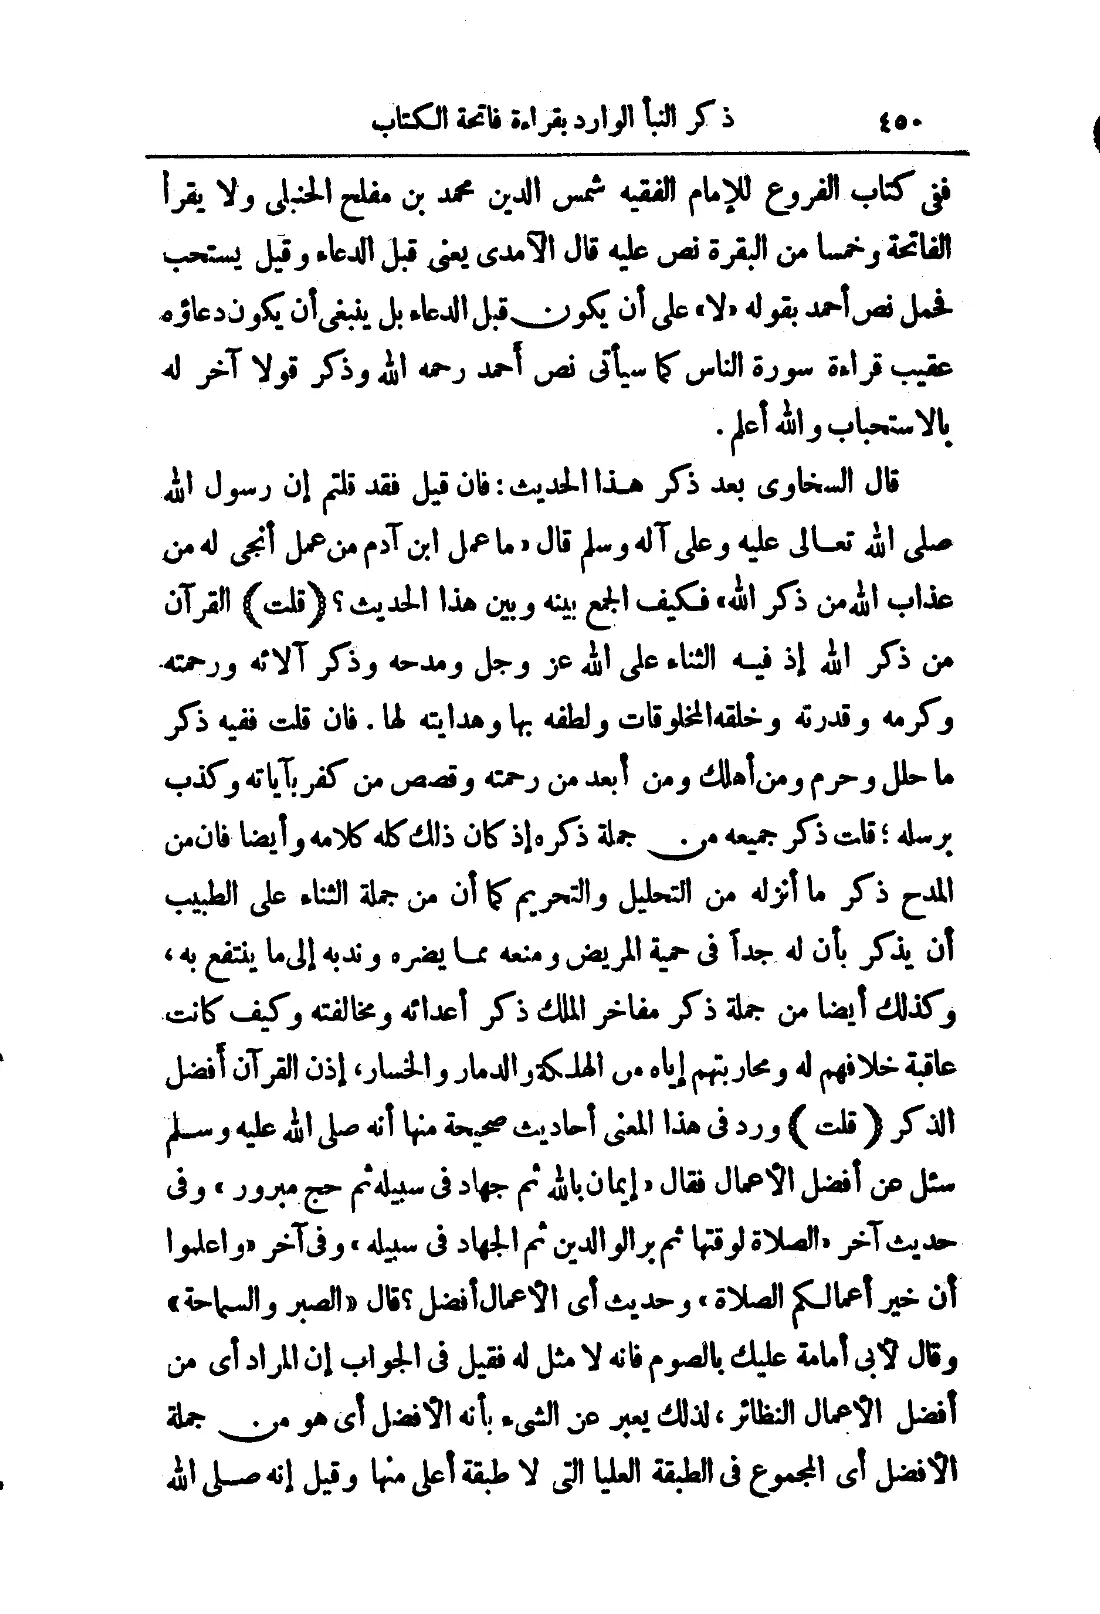 ٤٥٠ ذكر النبأ الوارد بقراءة فاتحة الكتاب
ففى كتاب الفروع للإمام الفقيه شمس الدين محمد بن مفلح الحنبلى ولا يقرأ
الفاتحة وخمسا من البقرة نص عليه قال الآمدى يعنى قبل الدعاء وقيل يستحب
فحمل نص أحمد بقوله «لا» على أن يكون قبل الدعاء بل ينبغى أن يكون دعاؤه
عقيب قراءة سورة الناس كما سيأتى نص أحمد رحمه الله وذكر قولا آخر له
بالاستحباب والله أعلم .
قال السخاوى بعد ذكر هذا الحديث : فان قيل فقد قلتم إن رسول الله
صلى الله تعالى عليه وعلى آله وسلم قال «ما عمل ابن آدم من عمل أنجى له من
عذاب الله من ذكر الله» فكيف الجمع بينه وبين هذا الحديث ؟ (قلت) القرآن
من ذكر الله إذ فيه الثناء على الله عز وجل ومدحه وذكر آلائه ورحمته
وكرمه وقدرته وخلقه المخلوقات ولطفه بها وهدايته لها . فان قلت ففيه ذكر
ما حلل وحرم ومن أهلك ومن أبعد من رحمته وقصص من كفر بآياته وكذب
برسله ؛ قلت ذكر جميعه من جملة ذكره إذ كان ذلك كله كلامه وأيضا فان من
المدح ذكر ما أنزله من التحليل والتحريم كما أن من جملة الثناء على الطبيب
أن يذكر بأن له جداً فى حمية المريض ومنعه مما يضره وندبه إلى ما ينتفع به ،
وكذلك أيضا من جملة ذكر مفاخر الملك ذكر أعدائه ومخالفته وكيف كانت
عاقبة خلافهم له ومحاربتهم إياه من الهلكة والدمار والخسار ، إذن القرآن أفضل
الذكر (قلت) ورد فى هذا المعنى أحاديث صحيحة منها أنه صلى الله عليه وسلم
سئل عن أفضل الأعمال فقال «إيمان بالله ثم جهاد فى سبيله ثم حج مبرور» وفى
حديث آخر «الصلاة لوقتها ثم بر الوالدين ثم الجهاد فى سبيله» وفى آخر «واعلموا
أن خير أعمالكم الصلاة» وحديث أى الأعمال أفضل ؟ قال «الصبر والسماحة»
وقال لأبى أمامة عليك بالصوم فانه لا مثل له فقيل فى الجواب إن المراد أى من
أفضل الأعمال النظائر ، لذلك يعبر عن الشىء بأنه الأفضل أى هو من جملة
الأفضل أى المجموع فى الطبقة العليا التى لا طبقة أعلى منها وقيل إنه صلى الله